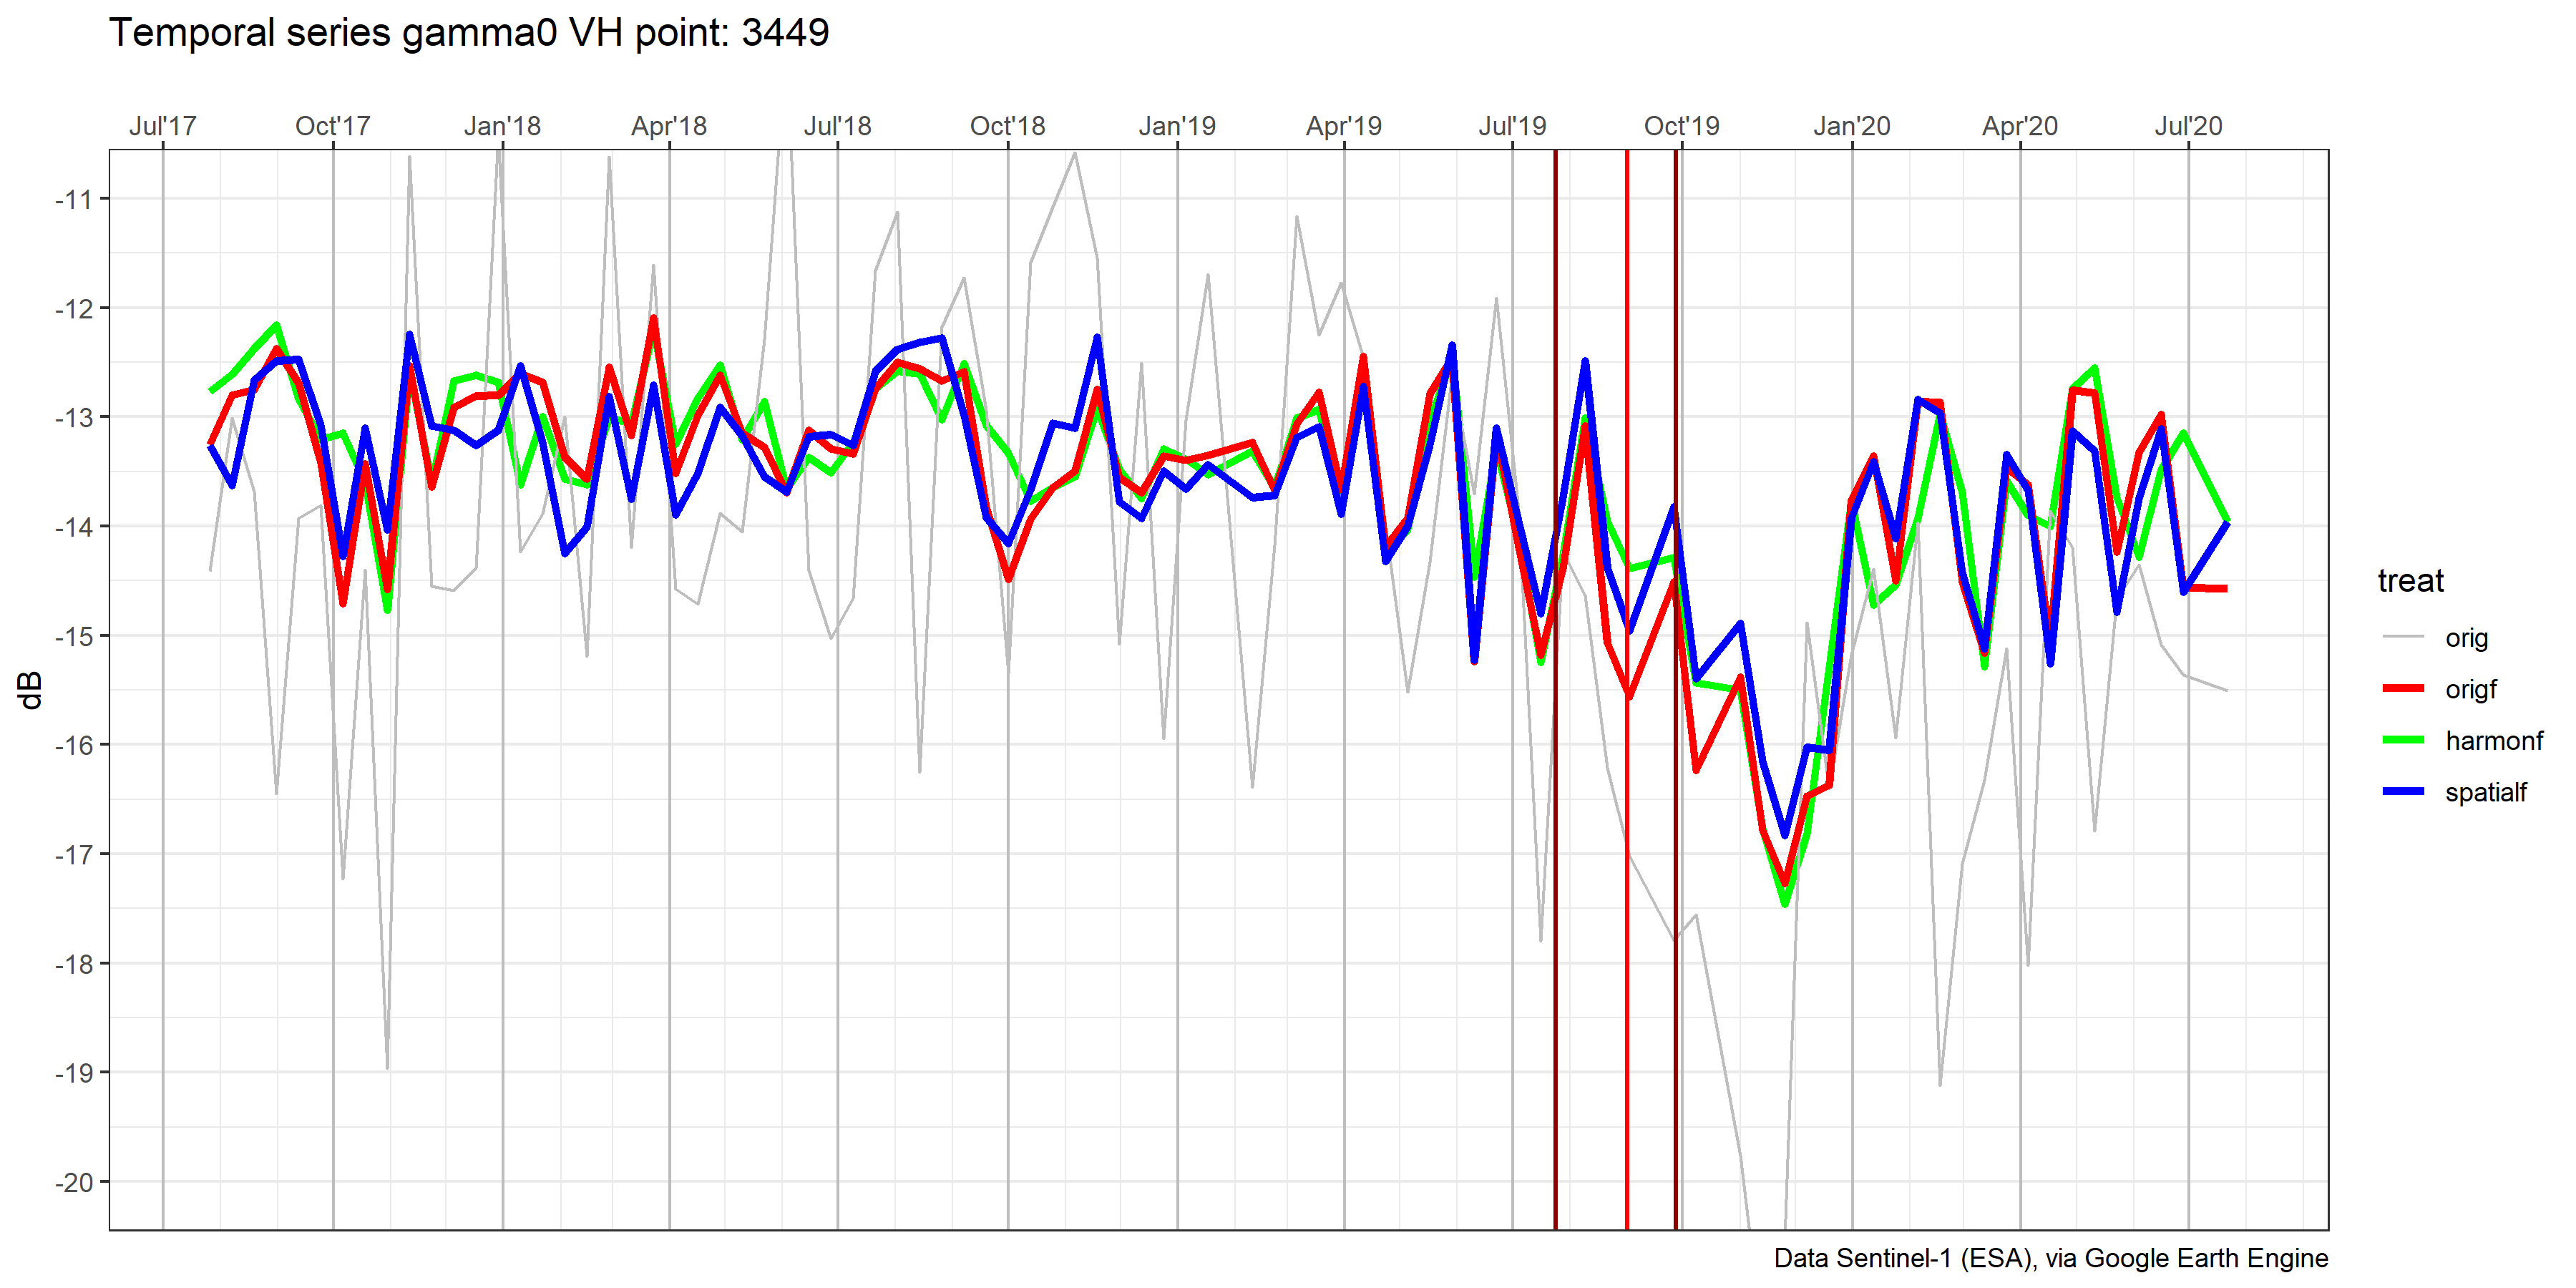 Temporal series gamma0 VH point: 3449
Jul'17 Oct'17 Jan'18 Apr'18 Jul'18 Oct'18 Jan'19 Apr'19 Jul'19 Oct'19 Jan'20 Apr'20 Jul'20
-11
-12
-13
-14
-15
-16
-17
-18
-19
-20
dB
treat
orig
origf
harmonf
spatialf
Data Sentinel-1 (ESA), via Google Earth Engine